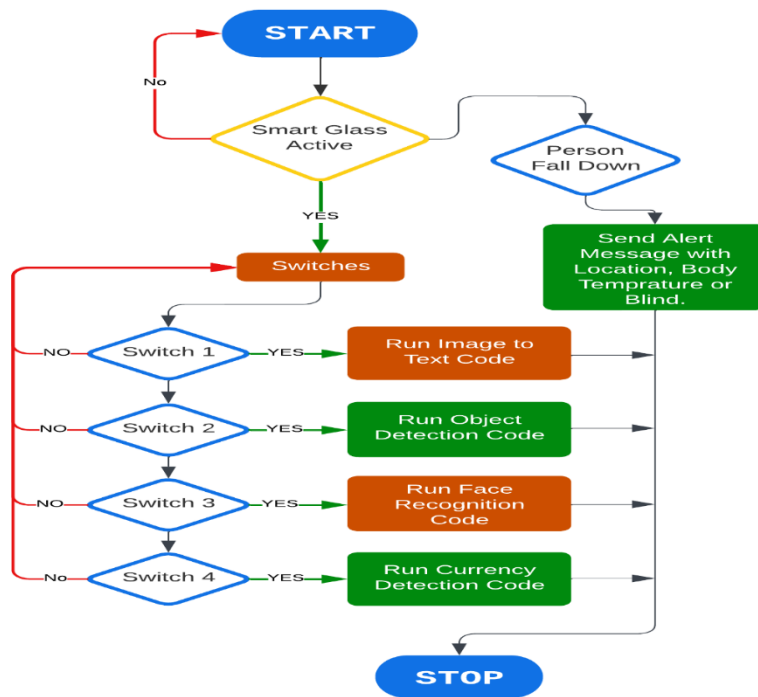 START
No
Smart Glass
Active
Person
Fall Down
YES
Send Alert
Message with
Location, Body
Temprature or
Blind.
Switches
NO
Switch 1
YES
Run Image to
Text Code
NO
Switch 2
YES
Run Object
Detection Code
NO
Switch 3
YES
Run Face
Recognition
Code
No
Switch 4
YES
Run Currency
Detection Code
STOP